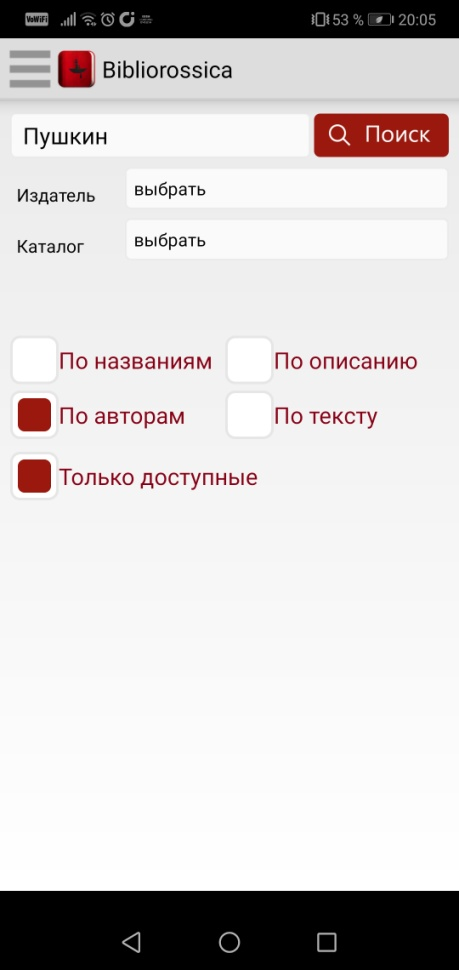 VoWiFi 53 % 20:05
Bibliorossica
Пушкин Поиск
Издатель выбрать
Каталог выбрать
По названиям По описанию
По авторам По тексту
Только доступные